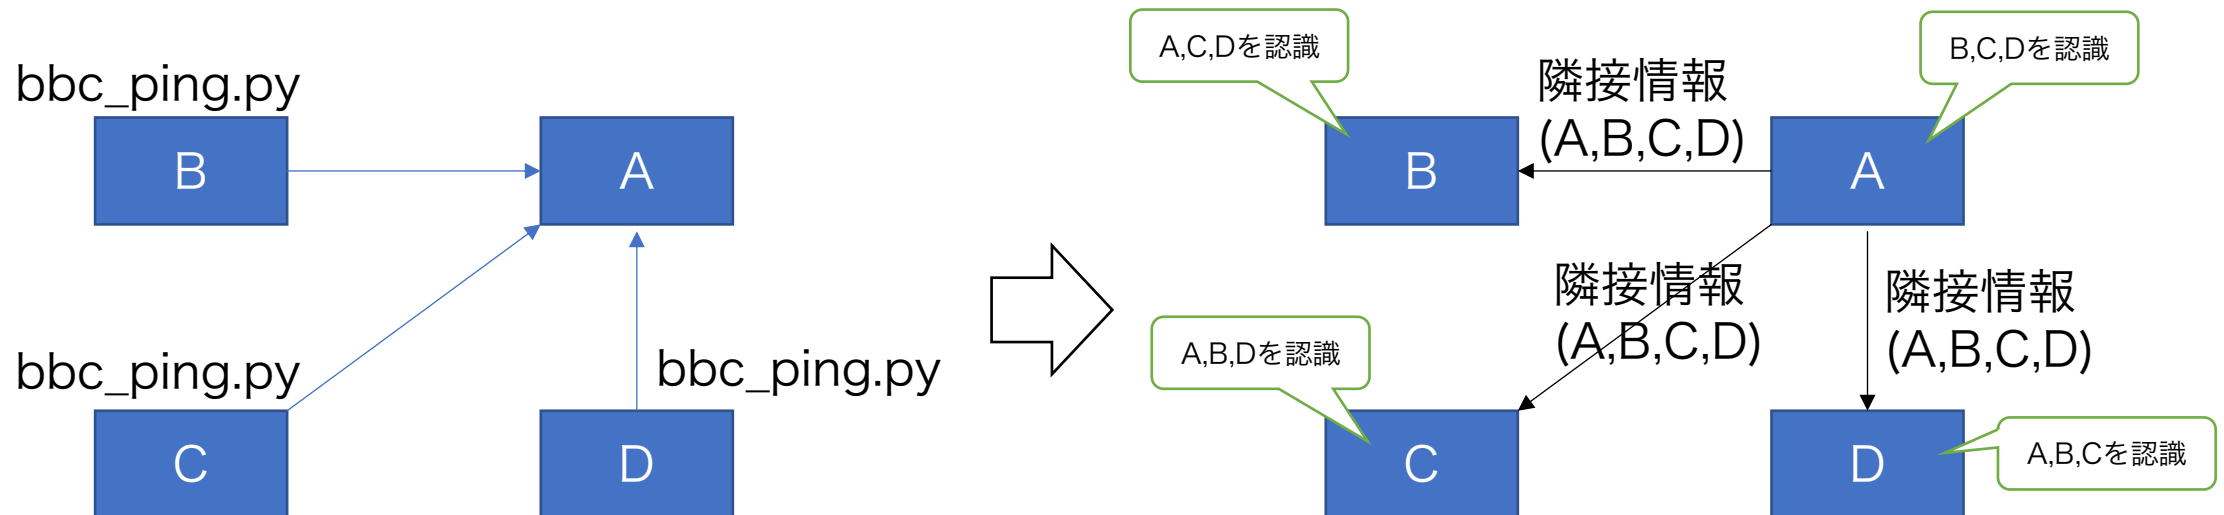 bbc_ping.py
B
A
bbc_ping.py
bbc_ping.py
C
D
A,C,Dを認識
B,C,Dを認識
隣接情報
(A,B,C,D)
B
A
隣接情報
(A,B,C,D)
隣接情報
(A,B,C,D)
A,B,Dを認識
C
D
A,B,Cを認識